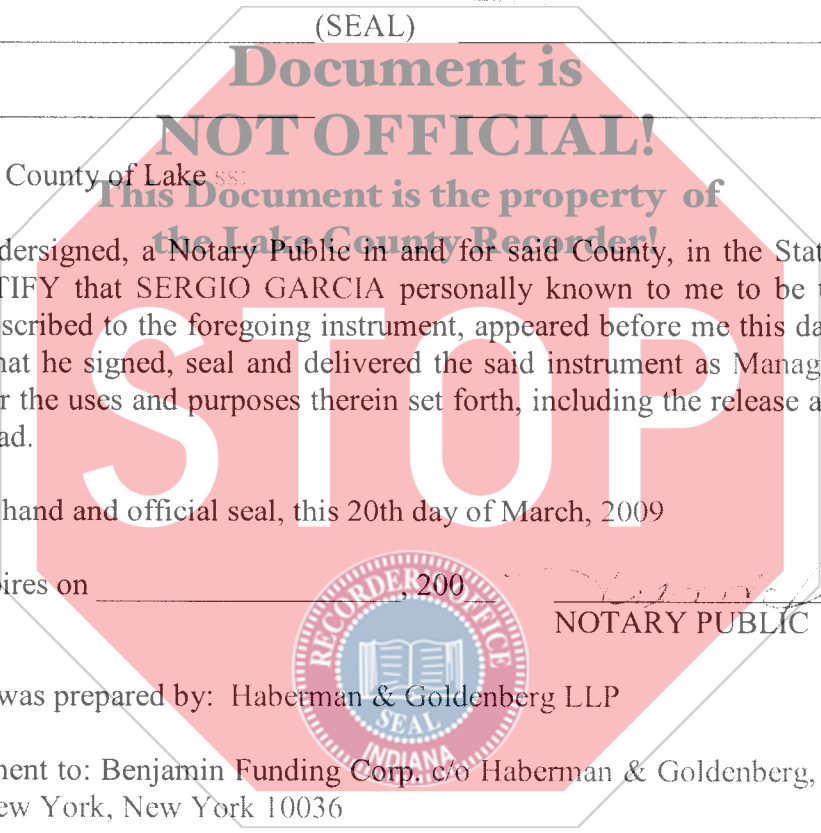 (SEAL)
Document is
NOT OFFICIAL!
County of Lake ss:
This Document is the property of
the Lake County Recorder!
dersigned, a Notary Public in and for said County, in the Stat
TIFY that SERGIO GARCIA personally known to me to be t
scribed to the foregoing instrument, appeared before me this da
nat he signed, seal and delivered the said instrument as Manag
r the uses and purposes therein set forth, including the release a
ad.
STOP
hand and official seal, this 20th day of March, 2009
pires on ____________________, 200__
NOTARY PUBLIC
RECORDER'S OFFICE
SEAL
INDIANA
was prepared by: Haberman & Goldenberg LLP
nent to: Benjamin Funding Corp. c/o Haberman & Goldenberg,
New York, New York 10036